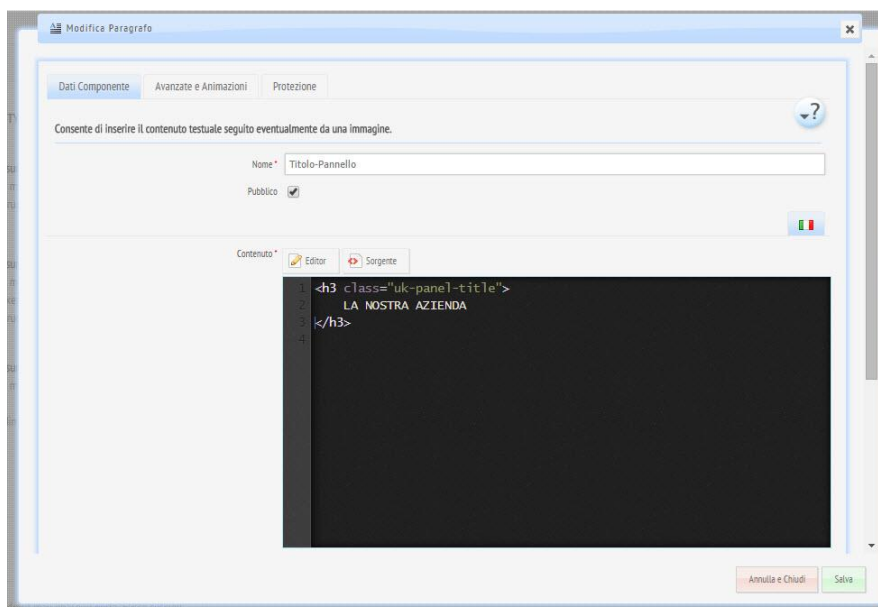 Modifica Paragrafo
Dati Componente Avanzate e Animazioni Protezione
?
Consente di inserire il contenuto testuale seguito eventualmente da una immagine.
Nome * Titolo-Pannello
Pubblico
Contenuto * Editor Sorgente
1 <h3 class="uk-panel-title">
2 LA NOSTRA AZIENDA
3 </h3>
4
Annulla e Chiudi Salva